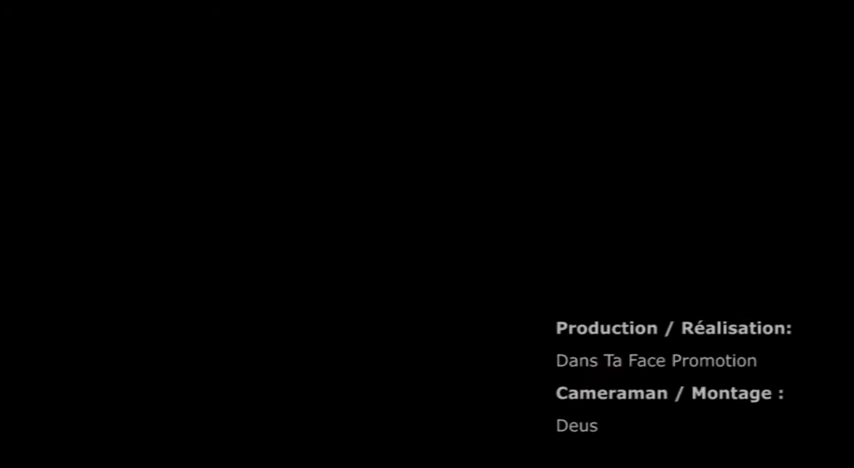 Production / Réalisation:
Dans Ta Face Promotion
Cameraman / Montage :
Deus